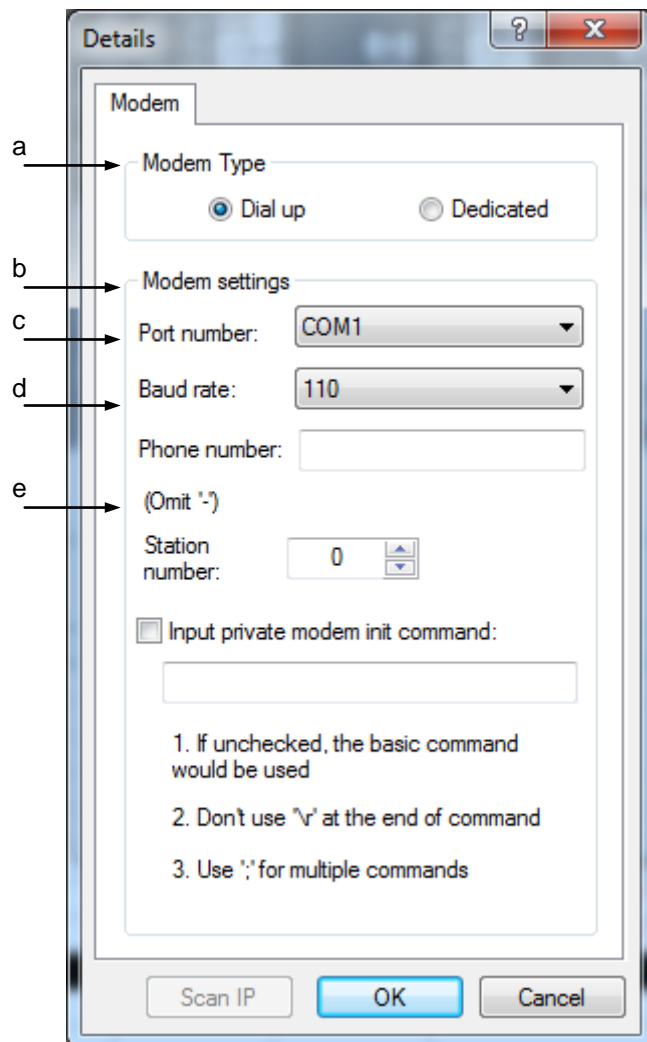 Details
?
X
Modem
a
Modem Type
Dial up
Dedicated
b
Modem settings
c
Port number:
COM1
d
Baud rate:
110
Phone number:
e
(Omit '-')
Station
number:
0
Input private modem init command:
1. If unchecked, the basic command
would be used
2. Don't use '\r' at the end of command
3. Use ';' for multiple commands
Scan IP
OK
Cancel